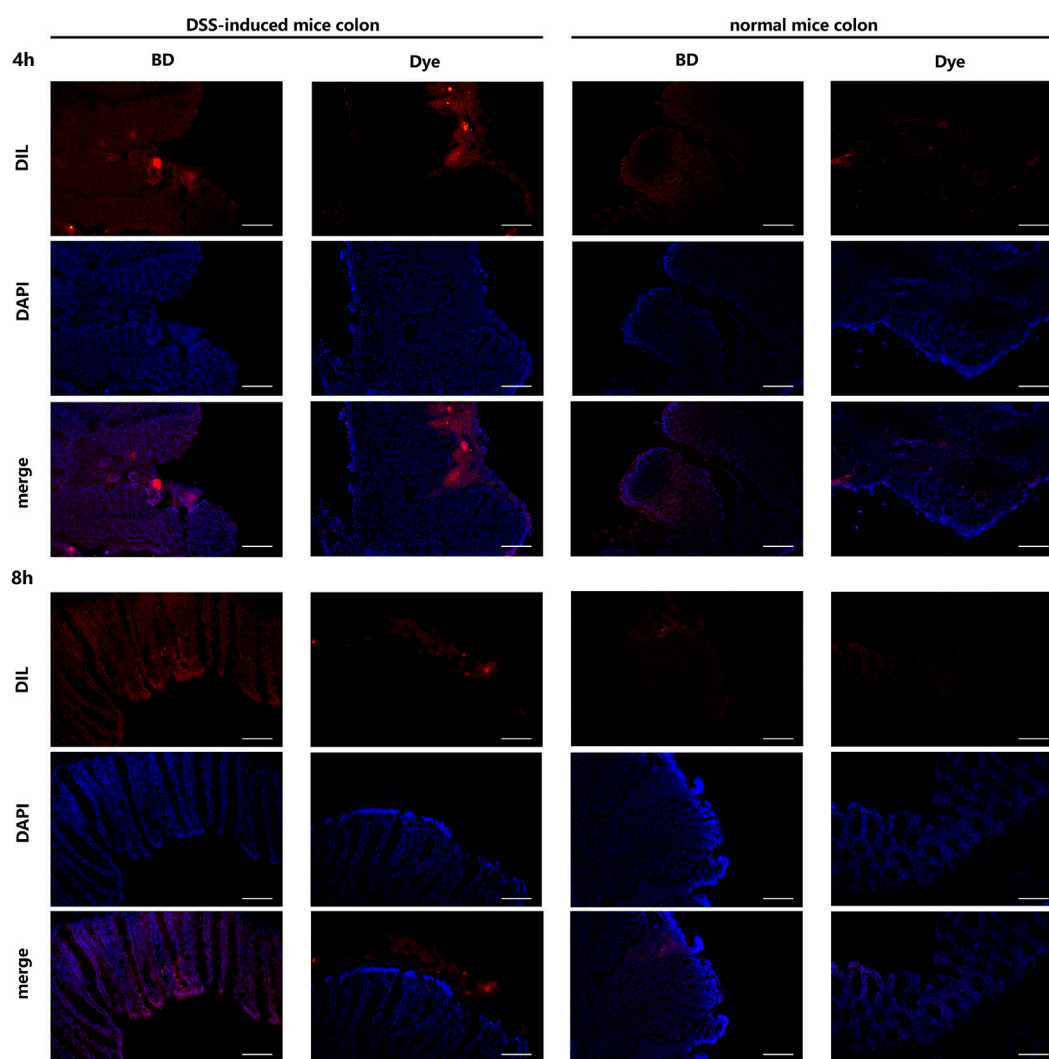 DSS-induced mice colon normal mice colon
4h BD Dye BD Dye
DIL
DAPI
merge
8h
DIL
DAPI
merge